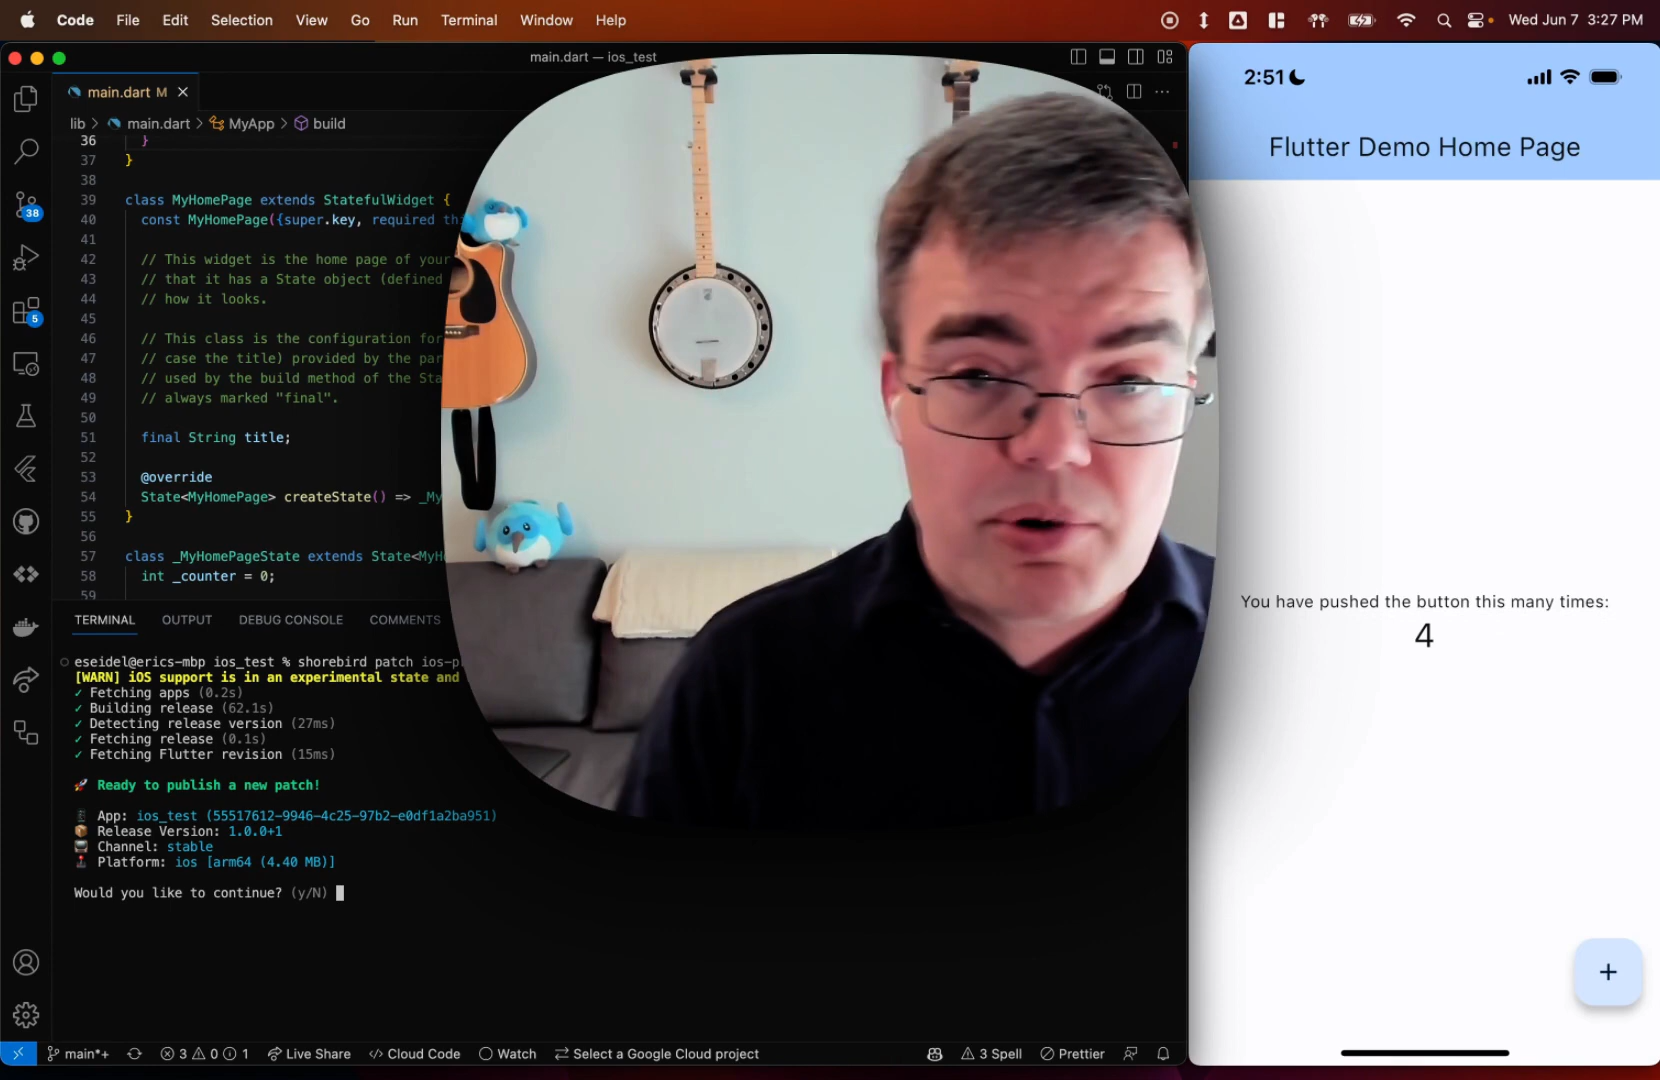 Code File Edit Selection View Go Run Terminal Window Help
Wed Jun 7 3:27 PM
main.dart — ios_test
main.dart M
lib > main.dart > MyApp > build
36 }
37 }
38
39 class MyHomePage extends StatefulWidget {
40 const MyHomePage({super.key, required
41
42 // This widget is the home page of your
43 // that it has a State object (defined
44 // how it looks.
45
46 // This class is the configuration for
47 // case the title) provided by the
48 // used by the build method of the
49 // always marked "final".
50
51 final String title;
52
53 @override
54 State<MyHomePage> createState() =>
55 }
56
57 class _MyHomePageState extends
58 int _counter = 0;
59
38
5
TERMINAL OUTPUT DEBUG CONSOLE COMMENTS
eseidel@erics-mbp ios_test % shorebird patch
[WARN] iOS support is in an experimental state and
✓ Fetching apps (0.2s)
✓ Building release (62.1s)
✓ Detecting release version (27ms)
✓ Fetching release (0.1s)
✓ Fetching Flutter revision (15ms)
🚀 Ready to publish a new patch!
App: ios_test (55517612-9946-4c25-97b2-e0df1a2ba951)
Release Version: 1.0.0+1
Channel: stable
Platform: ios [arm64 (4.40 MB)]
Would you like to continue? (y/N)
main*+ 3 0 1 Live Share Cloud Code Watch Select a Google Cloud project 3 Spell Prettier
2:51
Flutter Demo Home Page
You have pushed the button this many times:
4
+